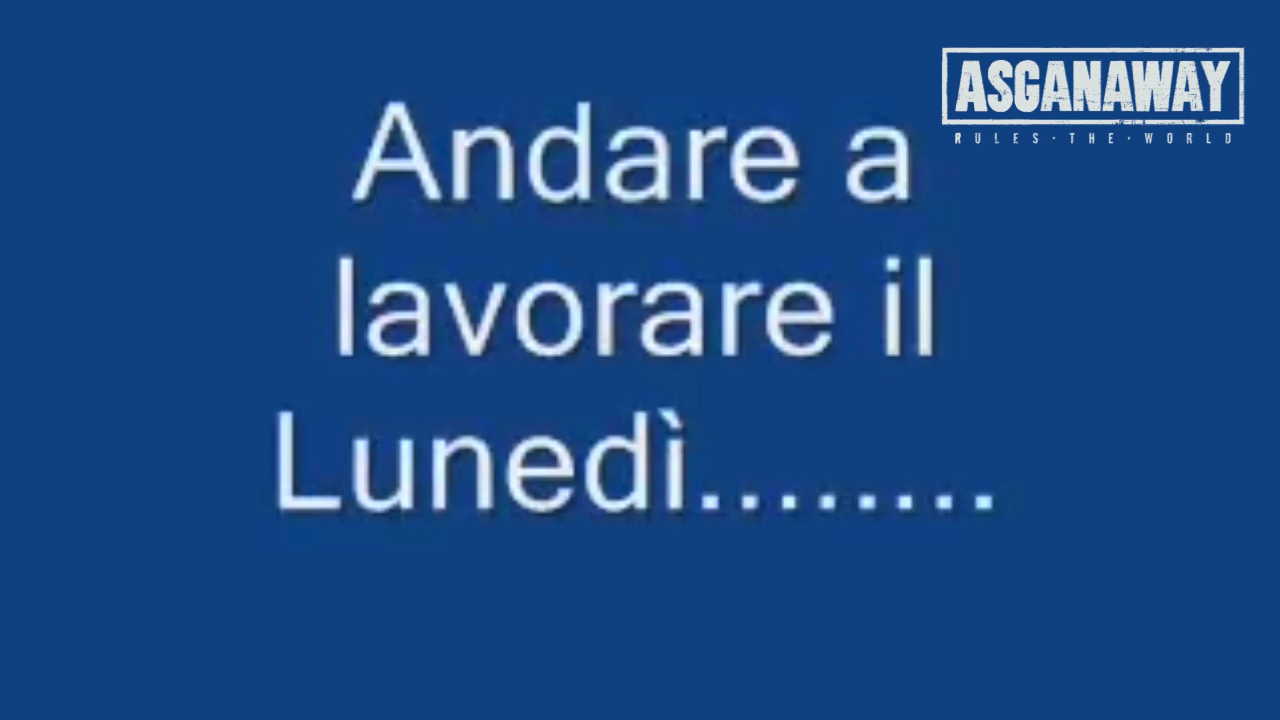 ASGANAWAY
RULES·THE·WORLD
Andare a
lavorare il
Lunedì........